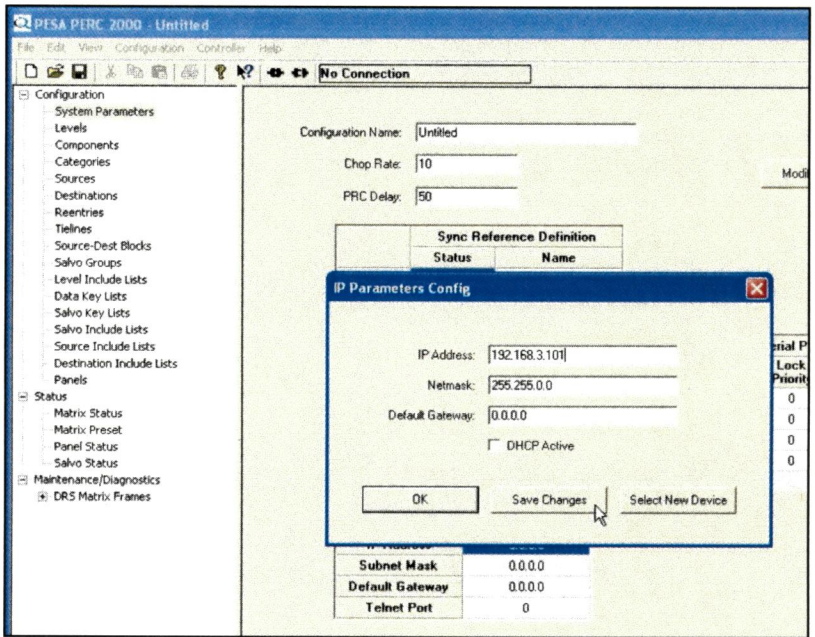 PESA PERC 2000 - Untitled
File Edit View Configuration Controller Help
No Connection
Configuration
System Parameters
Levels
Components
Categories
Sources
Destinations
Reentries
Tielines
Source-Dest Blocks
Salvo Groups
Level Include Lists
Data Key Lists
Salvo Key Lists
Salvo Include Lists
Source Include Lists
Destination Include Lists
Panels
Status
Matrix Status
Matrix Preset
Panel Status
Salvo Status
Maintenance/Diagnostics
DRS Matrix Frames
Configuration Name: Untitled
Chop Rate: 10
PRC Delay: 50
Modi
Sync Reference Definition
Status Name
IP Parameters Config
IP Address: 192.168.3.101
Netmask: 255.255.0.0
Default Gateway: 0.0.0.0
DHCP Active
OK Save Changes Select New Device
erial P
Lock
Priority
0
0
0
0
Subnet Mask 0.0.0.0
Default Gateway 0.0.0.0
Telnet Port 0